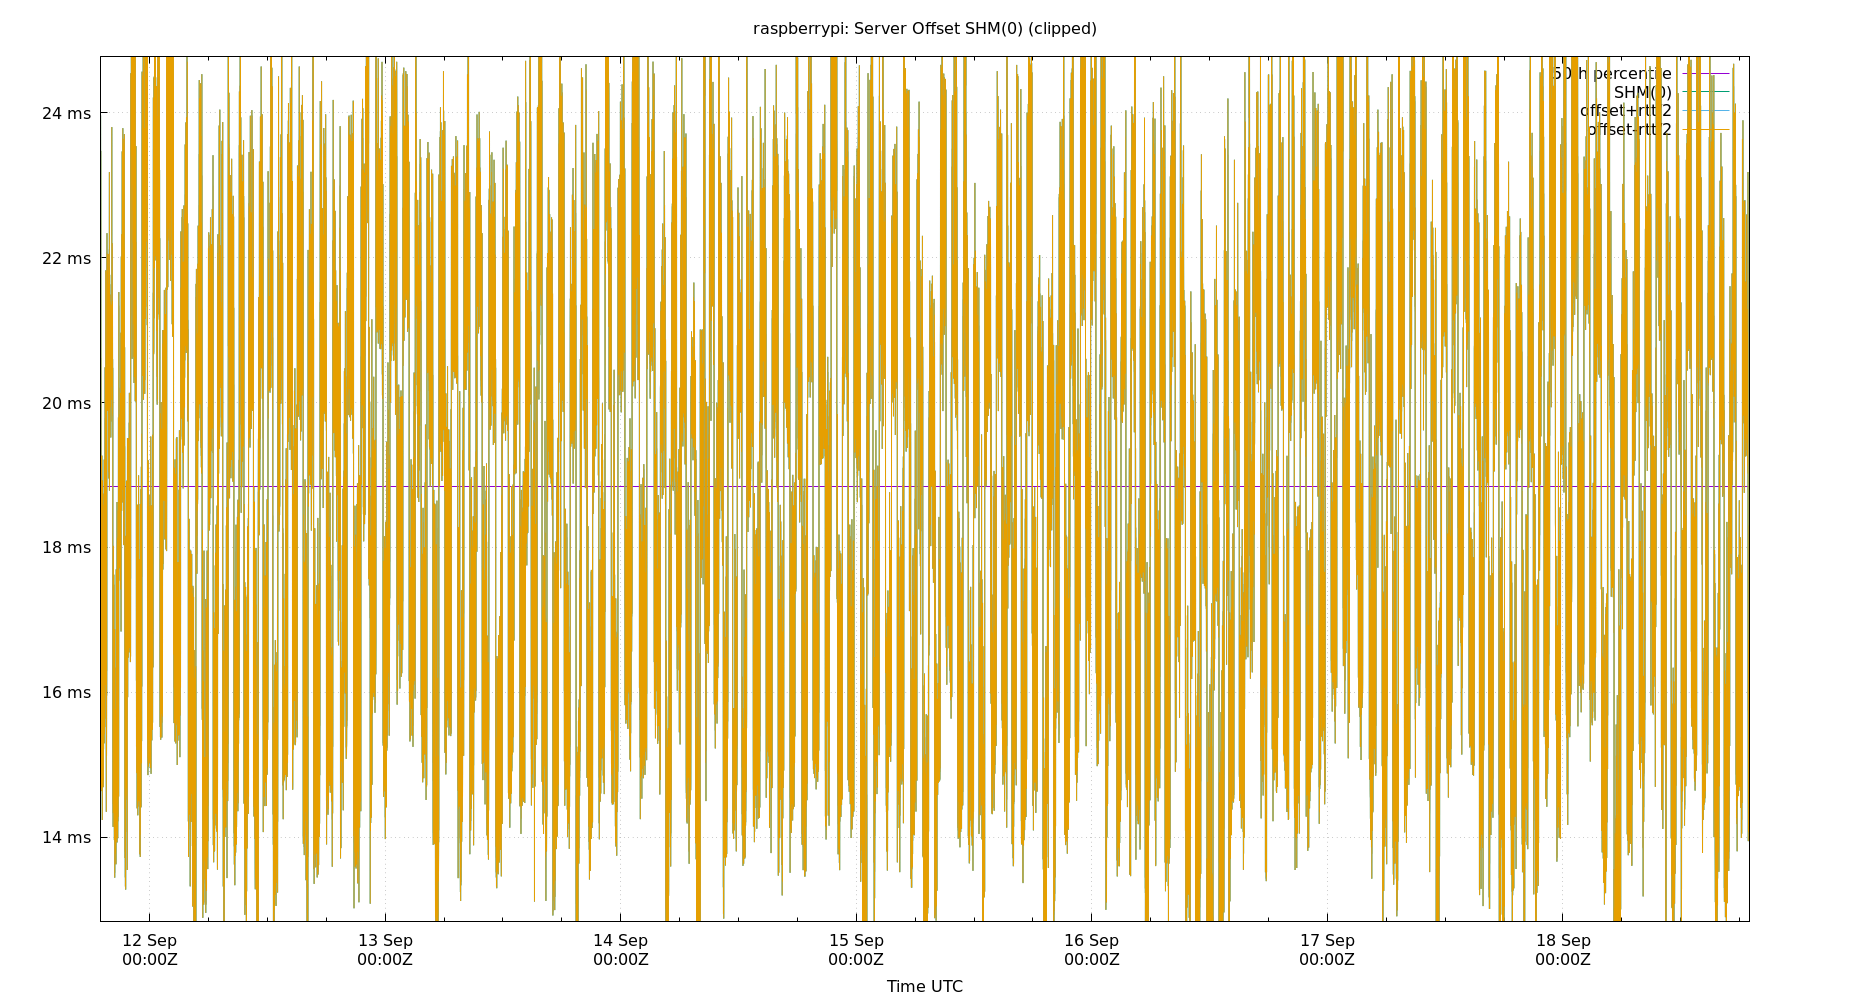 raspberrypi: Server Offset SHM(0) (clipped)
50th percentile
SHM(0)
offset+rtt/2
offset-rtt/2
24 ms
22 ms
20 ms
18 ms
16 ms
14 ms
12 Sep 13 Sep 14 Sep 15 Sep 16 Sep 17 Sep 18 Sep
00:00Z 00:00Z 00:00Z 00:00Z 00:00Z 00:00Z 00:00Z
Time UTC